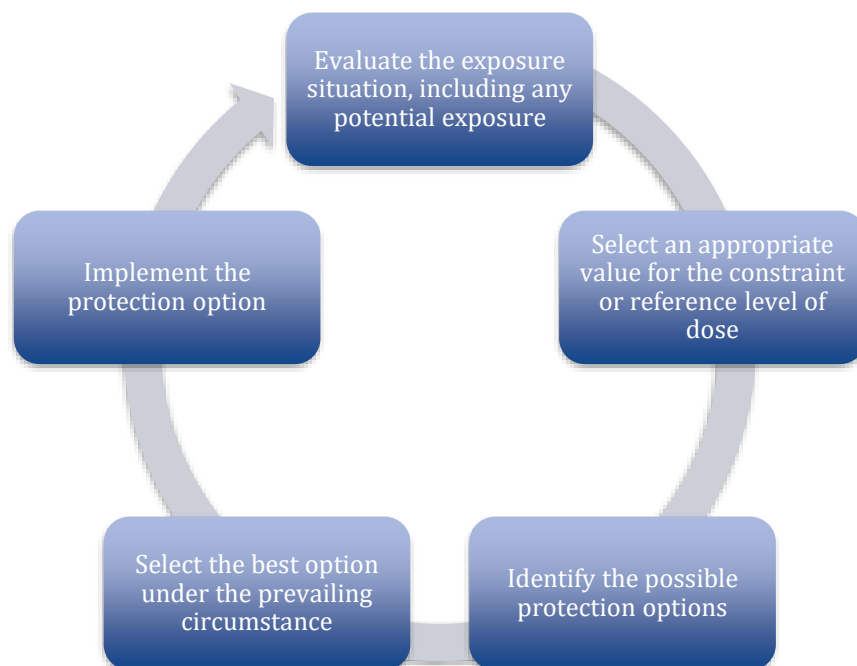 Evaluate the exposure
situation, including any
potential exposure
Select an appropriate
value for the constraint
or reference level of
dose
Identify the possible
protection options
Select the best option
under the prevailing
circumstance
Implement the
protection option